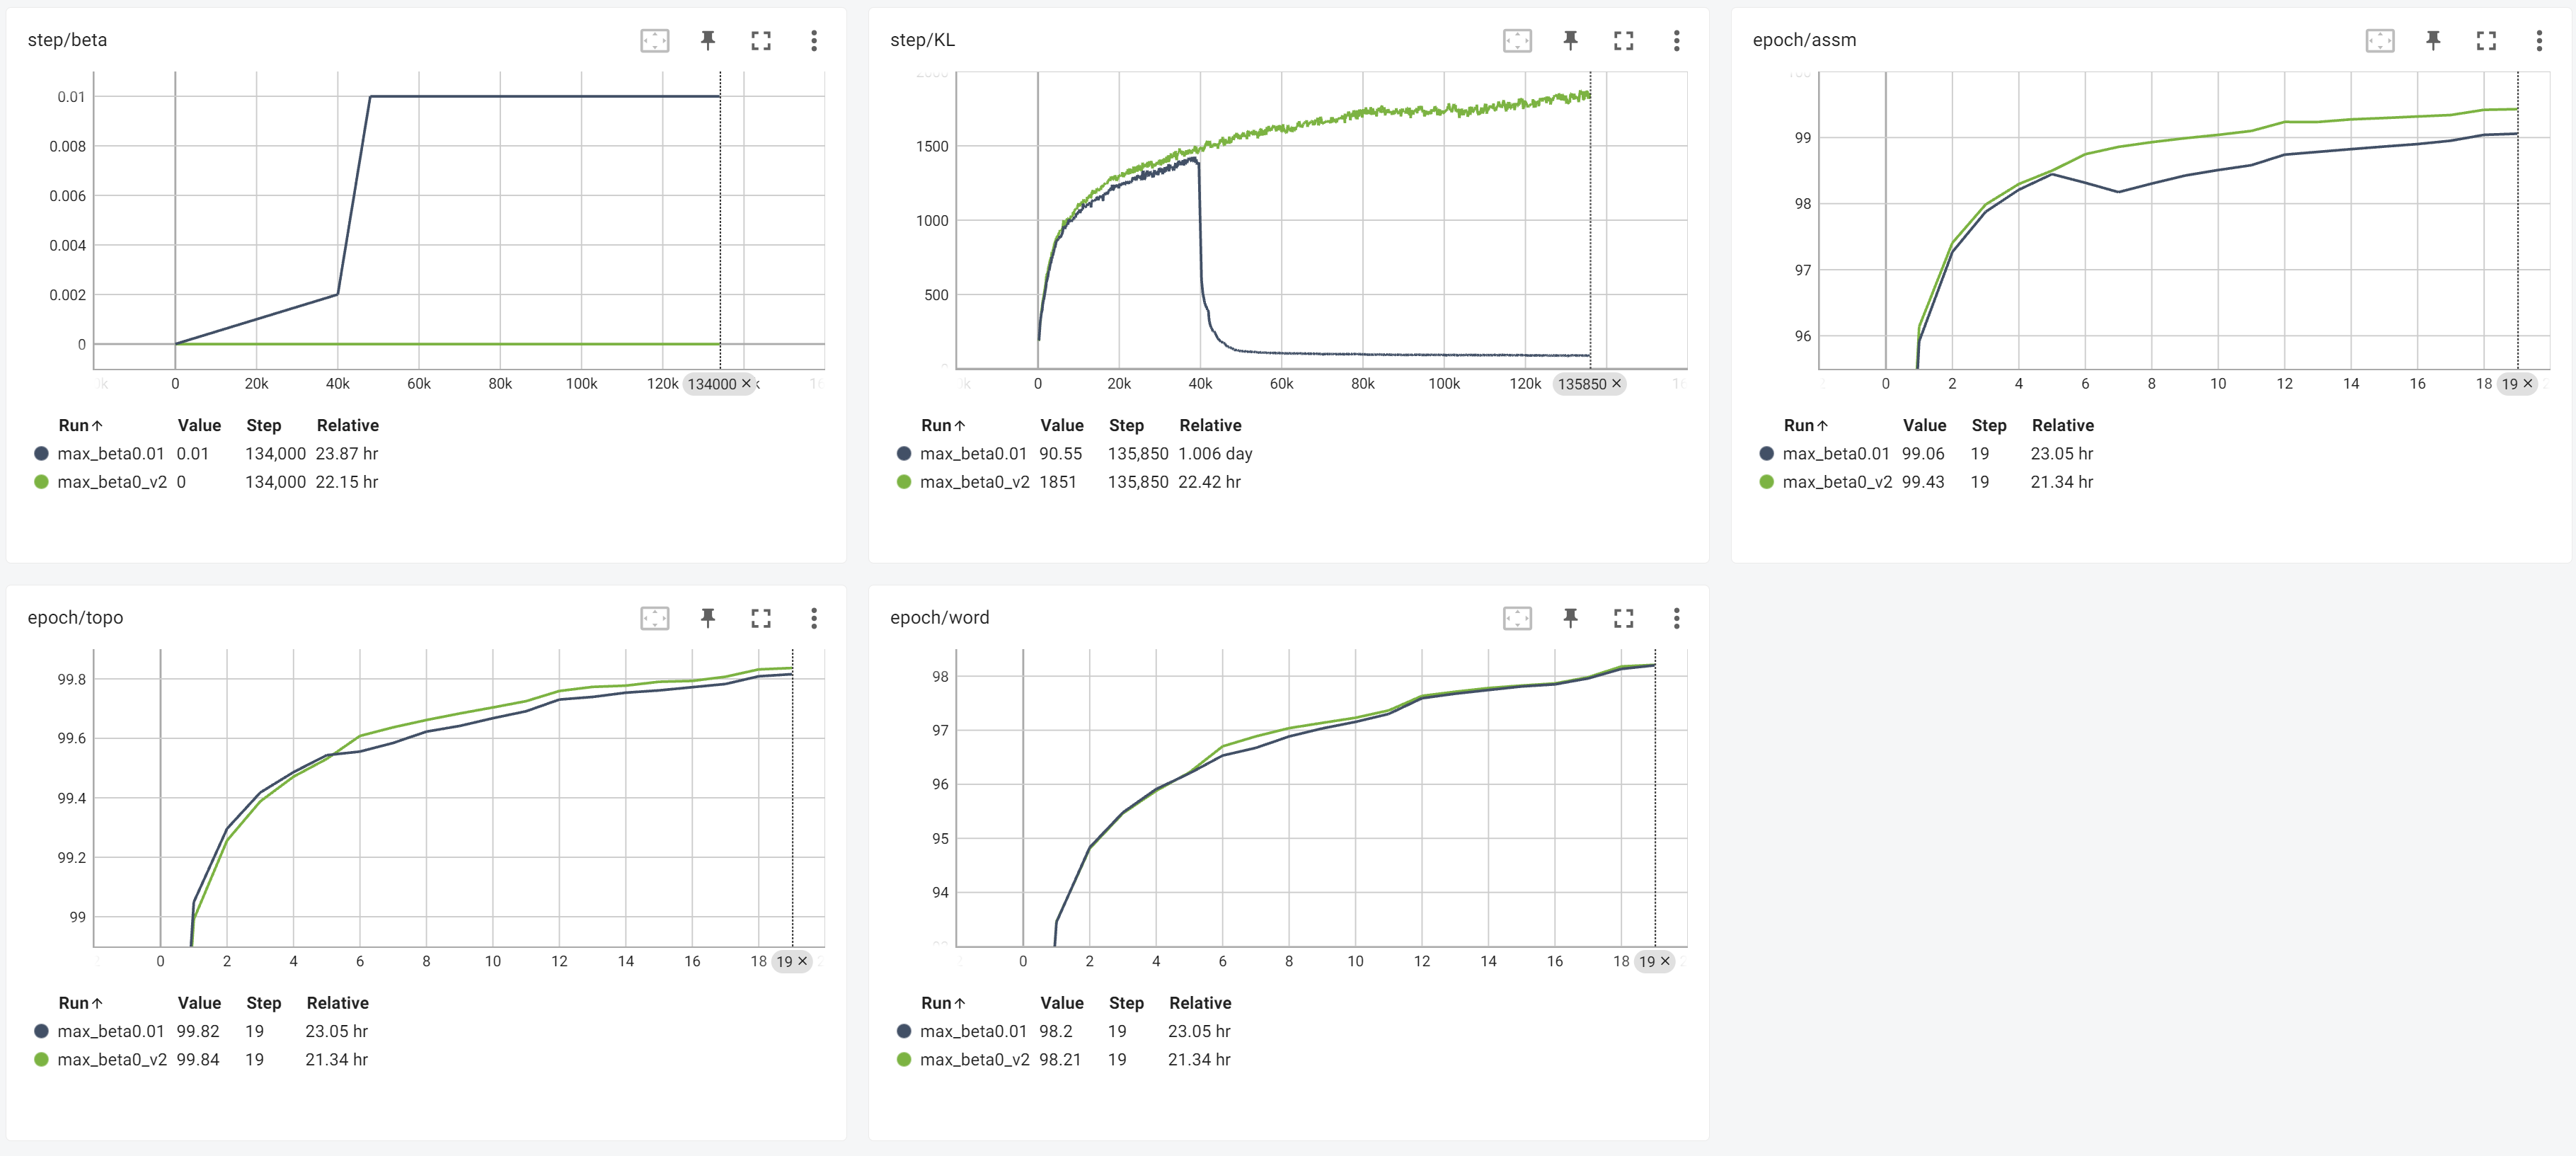 step/beta
0.01
0.008
0.006
0.004
0.002
0
0 20k 40k 60k 80k 100k 120k 134000 ×
Run↑ Value Step Relative
max_beta0.01 0.01 134,000 23.87 hr
max_beta0_v2 0 134,000 22.15 hr
step/KL
1500
1000
500
0 20k 40k 60k 80k 100k 120k 135850 ×
Run↑ Value Step Relative
max_beta0.01 90.55 135,850 1.006 day
max_beta0_v2 1851 135,850 22.42 hr
epoch/assm
99
98
97
96
0 2 4 6 8 10 12 14 16 18 19 ×
Run↑ Value Step Relative
max_beta0.01 99.06 19 23.05 hr
max_beta0_v2 99.43 19 21.34 hr
epoch/topo
99.8
99.6
99.4
99.2
99
0 2 4 6 8 10 12 14 16 18 19 ×
Run↑ Value Step Relative
max_beta0.01 99.82 19 23.05 hr
max_beta0_v2 99.84 19 21.34 hr
epoch/word
98
97
96
95
94
0 2 4 6 8 10 12 14 16 18 19 ×
Run↑ Value Step Relative
max_beta0.01 98.2 19 23.05 hr
max_beta0_v2 98.21 19 21.34 hr